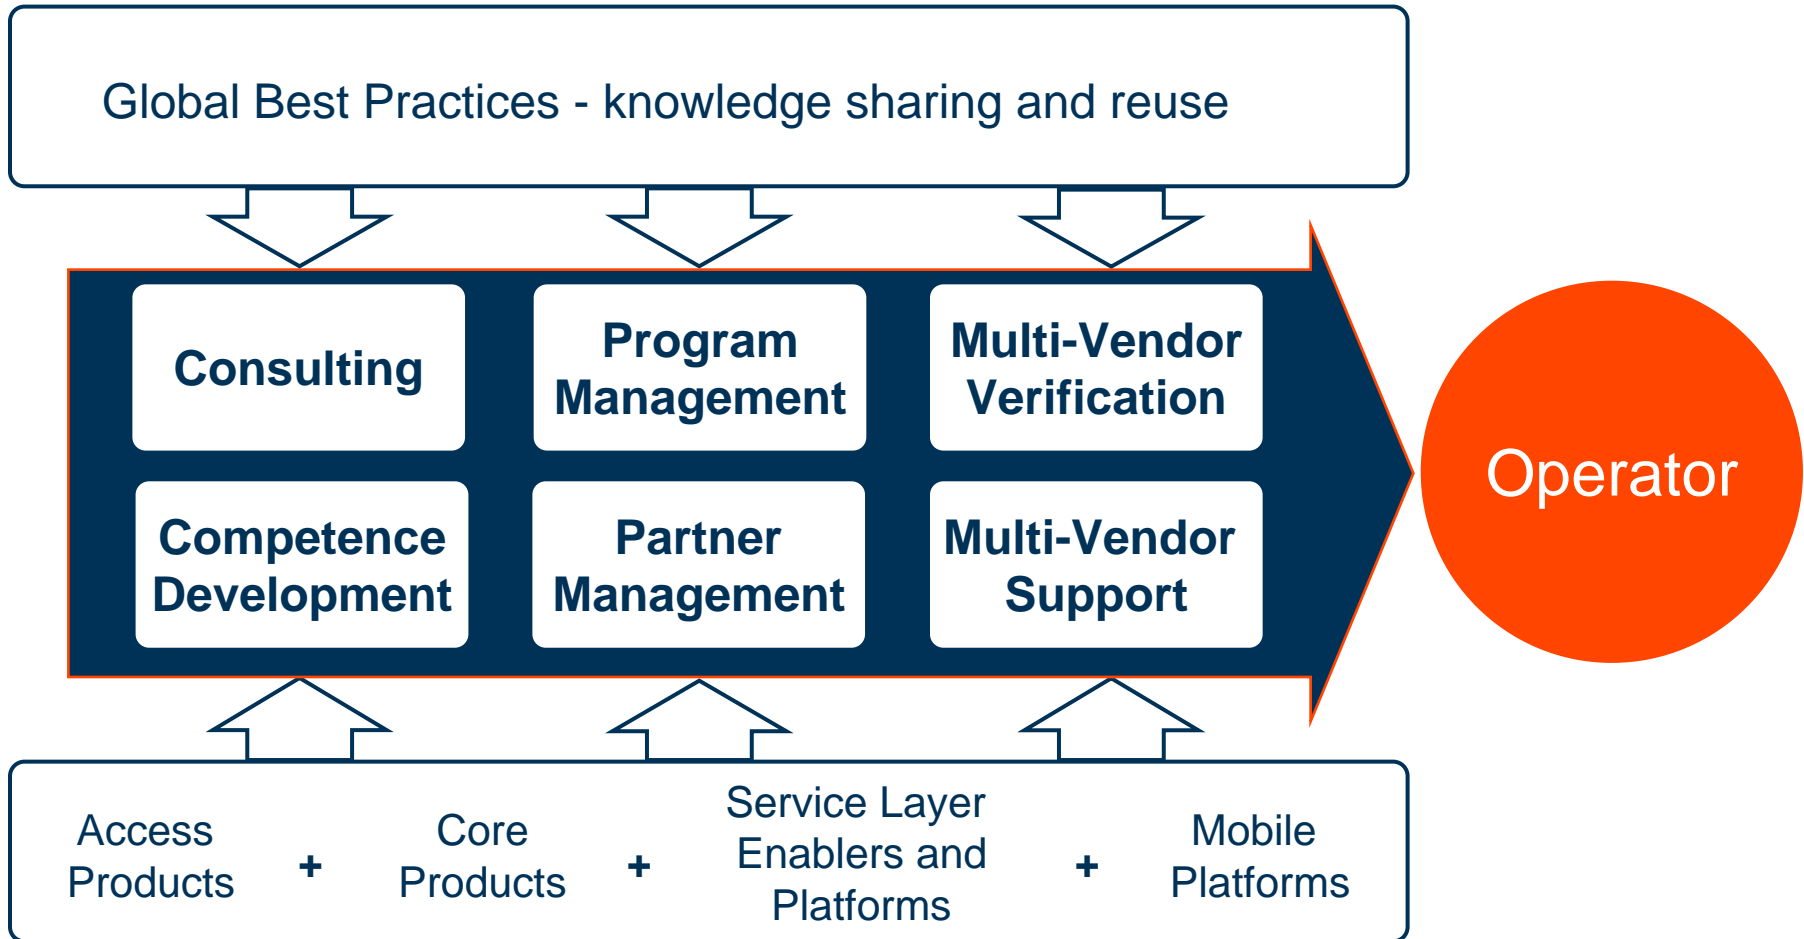 Global Best Practices - knowledge sharing and reuse
Consulting
Program
Management
Multi-Vendor
Verification
Competence
Development
Partner
Management
Multi-Vendor
Support
Operator
Access
Products
+
Core
Products
+
Service Layer
Enablers and
Platforms
+
Mobile
Platforms